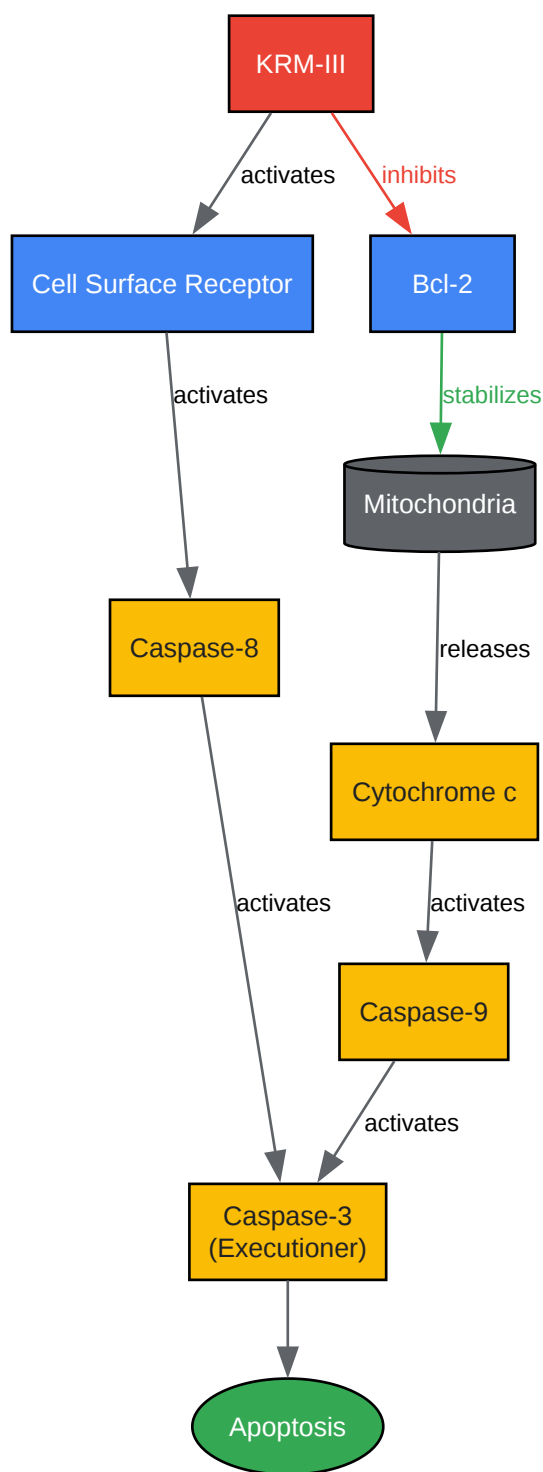 KRM-III
activates
inhibits
Cell Surface Receptor
Bcl-2
activates
stabilizes
Mitochondria
Caspase-8
releases
Cytochrome c
activates
activates
Caspase-9
activates
Caspase-3
(Executioner)
Apoptosis